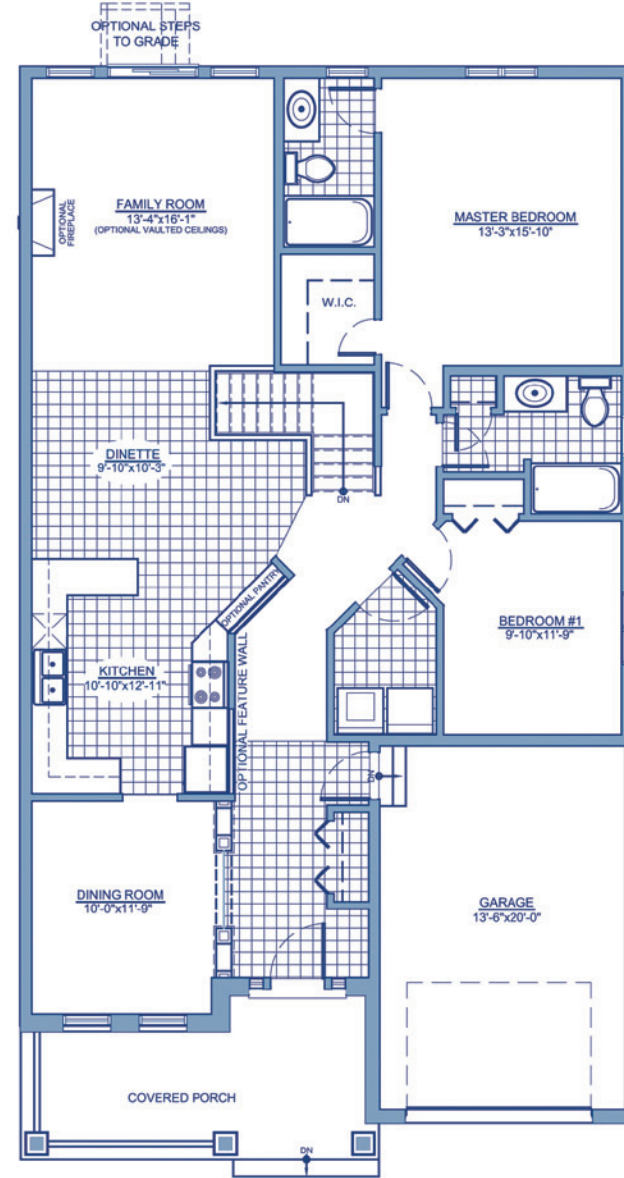 OPTIONAL STEPS
TO GRADE
FAMILY ROOM
13'-4"x16'-1"
(OPTIONAL VAULTED CEILINGS)
OPTIONAL
FIREPLACE
MASTER BEDROOM
13'-3"x15'-10"
W.I.C.
DINETTE
9'-10"x10'-3"
DN
OPTIONAL PANTRY
BEDROOM #1
9'-10"x11'-9"
KITCHEN
10'-10"x12'-11"
OPTIONAL FEATURE WALL
DN
DINING ROOM
10'-0"x11'-9"
GARAGE
13'-6"x20'-0"
COVERED PORCH
DN